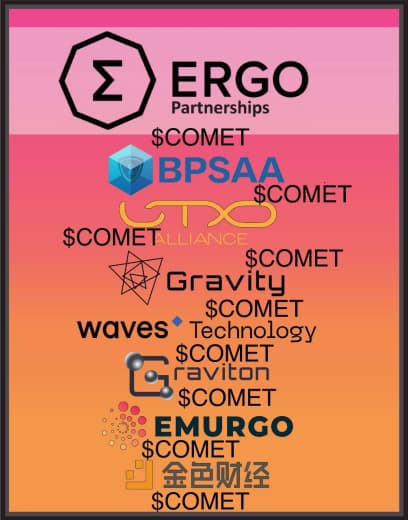 Σ ERGO
Partnerships
$COMET
BPSAA
$COMET
UTXO
$COMET
ALLIANCE
$COMET
Gravity
$COMET
waves Technology
$COMET
Graviton
$COMET
EMURGO
$COMET
金色财经
$COMET